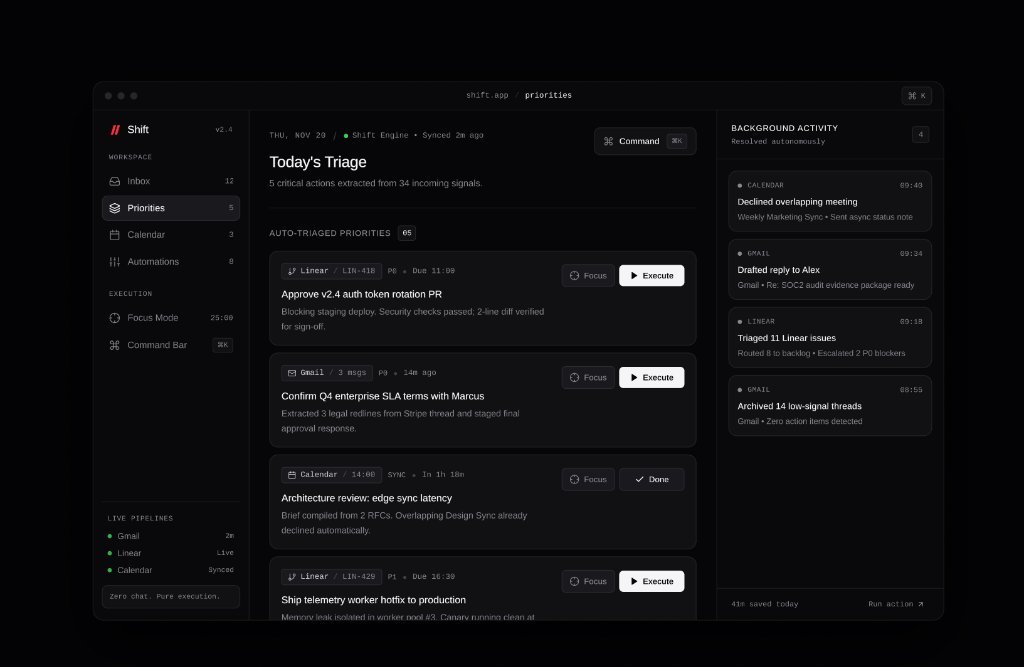 shift.app / priorities
⌘ K
Shift
v2.4
WORKSPACE
Inbox 12
Priorities 5
Calendar 3
Automations 8
EXECUTION
Focus Mode 25:00
Command Bar ⌘K
LIVE PIPELINES
Gmail 2m
Linear Live
Calendar Synced
Zero chat. Pure execution.
THU, NOV 20 / Shift Engine • Synced 2m ago
Today's Triage
5 critical actions extracted from 34 incoming signals.
⌘ Command ⌘K
AUTO-TRIAGED PRIORITIES 05
Linear / LIN-418 P0 • Due 11:00
Focus
Execute
Approve v2.4 auth token rotation PR
Blocking staging deploy. Security checks passed; 2-line diff verified
for sign-off.
Gmail / 3 msgs P0 • 14m ago
Focus
Execute
Confirm Q4 enterprise SLA terms with Marcus
Extracted 3 legal redlines from Stripe thread and staged final
approval response.
Calendar / 14:00 SYNC • In 1h 18m
Focus
Done
Architecture review: edge sync latency
Brief compiled from 2 RFCs. Overlapping Design Sync already
declined automatically.
Linear / LIN-429 P1 • Due 16:30
Focus
Execute
Ship telemetry worker hotfix to production
Memory leak isolated in worker pool #3. Canary running clean at
BACKGROUND ACTIVITY
Resolved autonomously
4
CALENDAR 09:40
Declined overlapping meeting
Weekly Marketing Sync • Sent async status note
GMAIL 09:34
Drafted reply to Alex
Gmail • Re: SOC2 audit evidence package ready
LINEAR 09:18
Triaged 11 Linear issues
Routed 8 to backlog • Escalated 2 P0 blockers
GMAIL 08:55
Archived 14 low-signal threads
Gmail • Zero action items detected
41m saved today
Run action ↗